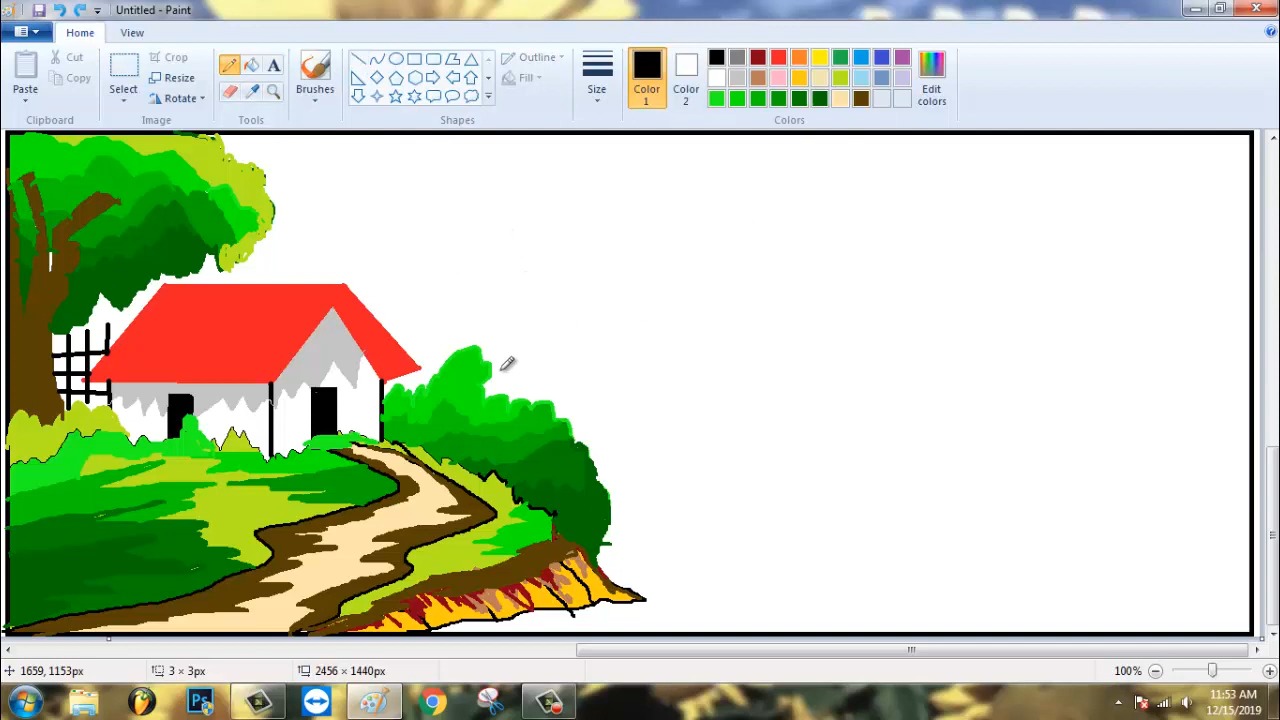 Untitled - Paint
Home View
Paste
Cut
Copy
Clipboard
Select
Crop
Resize
Rotate
Image
A
Tools
Brushes
Outline
Fill
Shapes
Size
Color 1
Color 2
Edit colors
Colors
1659, 1153px
3 × 3px
2456 × 1440px
100%
Ps
11:53 AM
12/15/2019